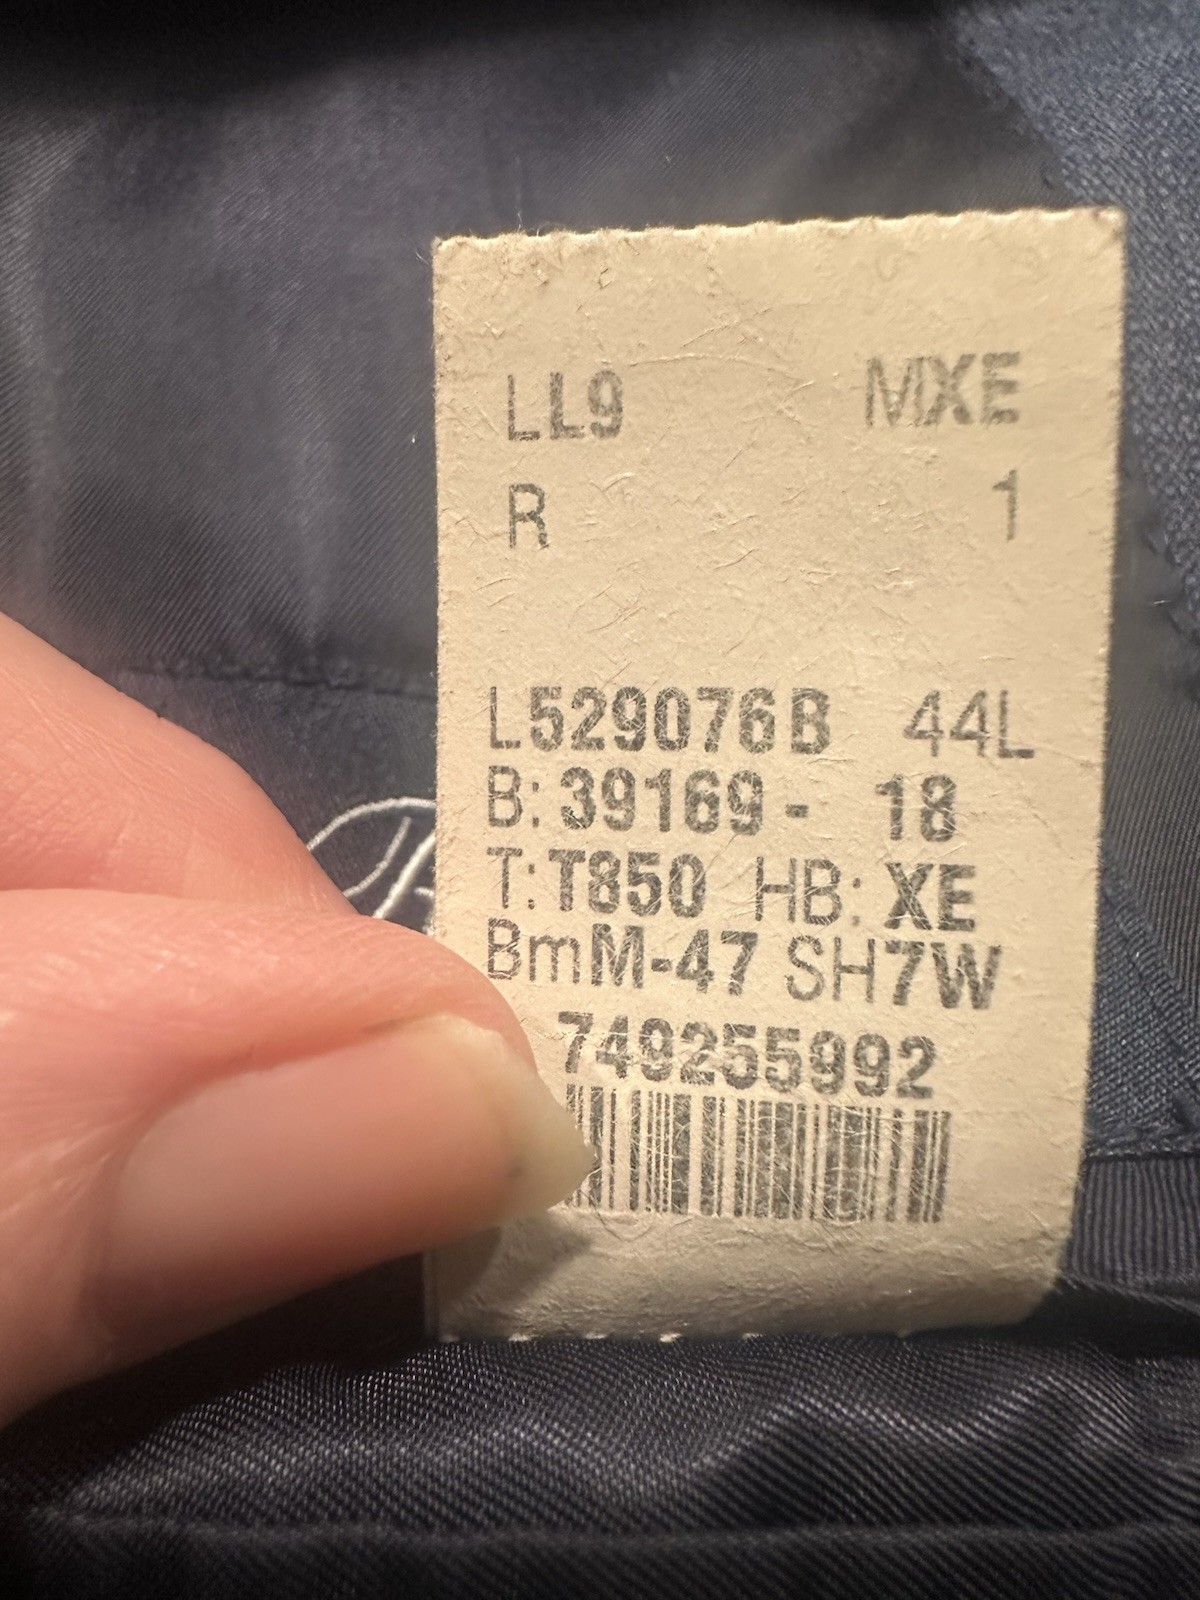 LL9 MXE
R 1
L529076B 44L
B: 39169- 18
T: T850 HB: XE
BmM-47 SH7W
749255992